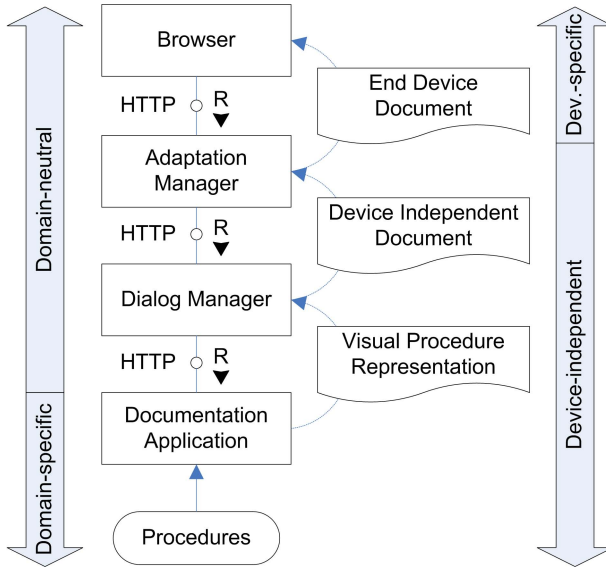 Browser
End Device
Document
HTTP
R
Adaptation
Manager
Device Independent
Document
HTTP
R
Dialog Manager
Visual Procedure
Representation
HTTP
R
Documentation
Application
Procedures
Domain-neutral
Domain-specific
Dev.-specific
Device-independent